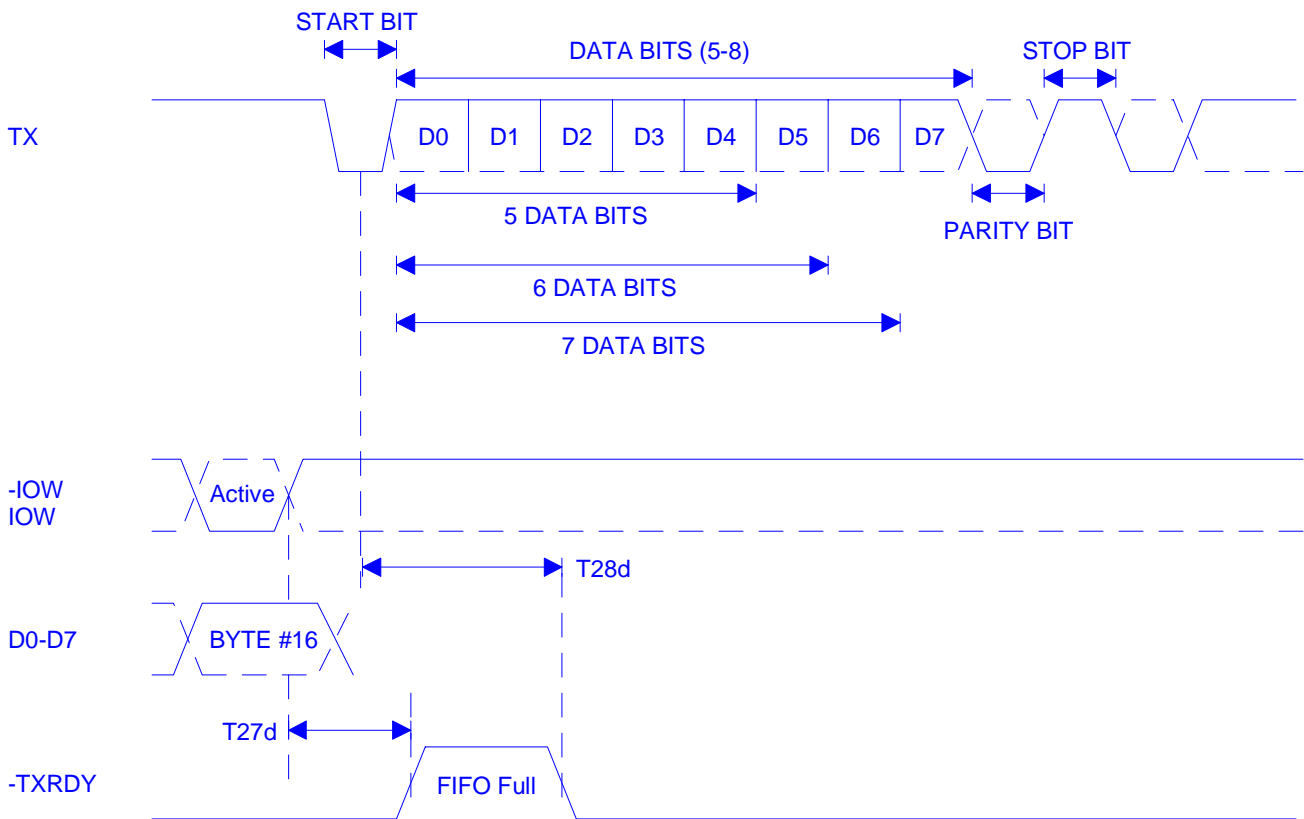 START BIT
DATA BITS (5-8)
STOP BIT
TX
D0
D1
D2
D3
D4
D5
D6
D7
5 DATA BITS
PARITY BIT
6 DATA BITS
7 DATA BITS
-IOW
IOW
Active
T28d
D0-D7
BYTE #16
T27d
-TXRDY
FIFO Full